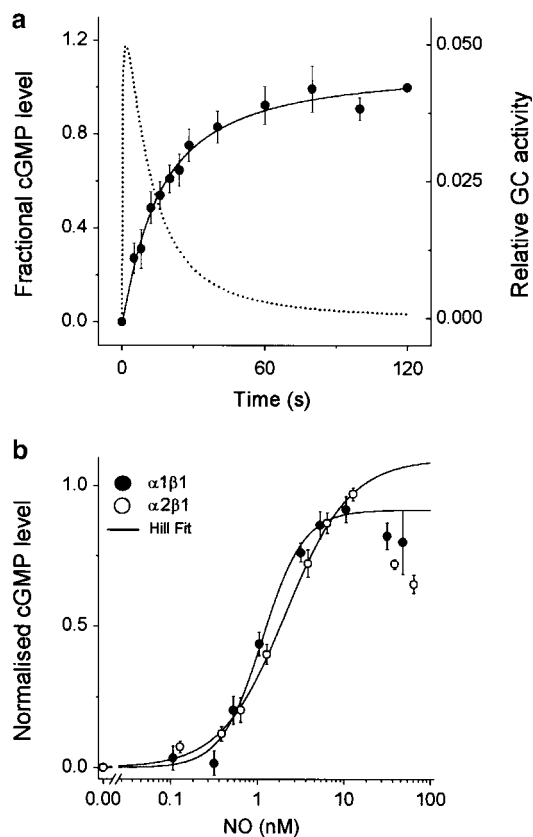 a
Fractional cGMP level
1.2
0.8
0.4
0.0
Relative GC activity
0.050
0.025
0.000
0
60
120
Time (s)
b
α1β1
α2β1
Hill Fit
Normalised cGMP level
1.0
0.5
0.0
0.00
0.1
1
10
100
NO (nM)